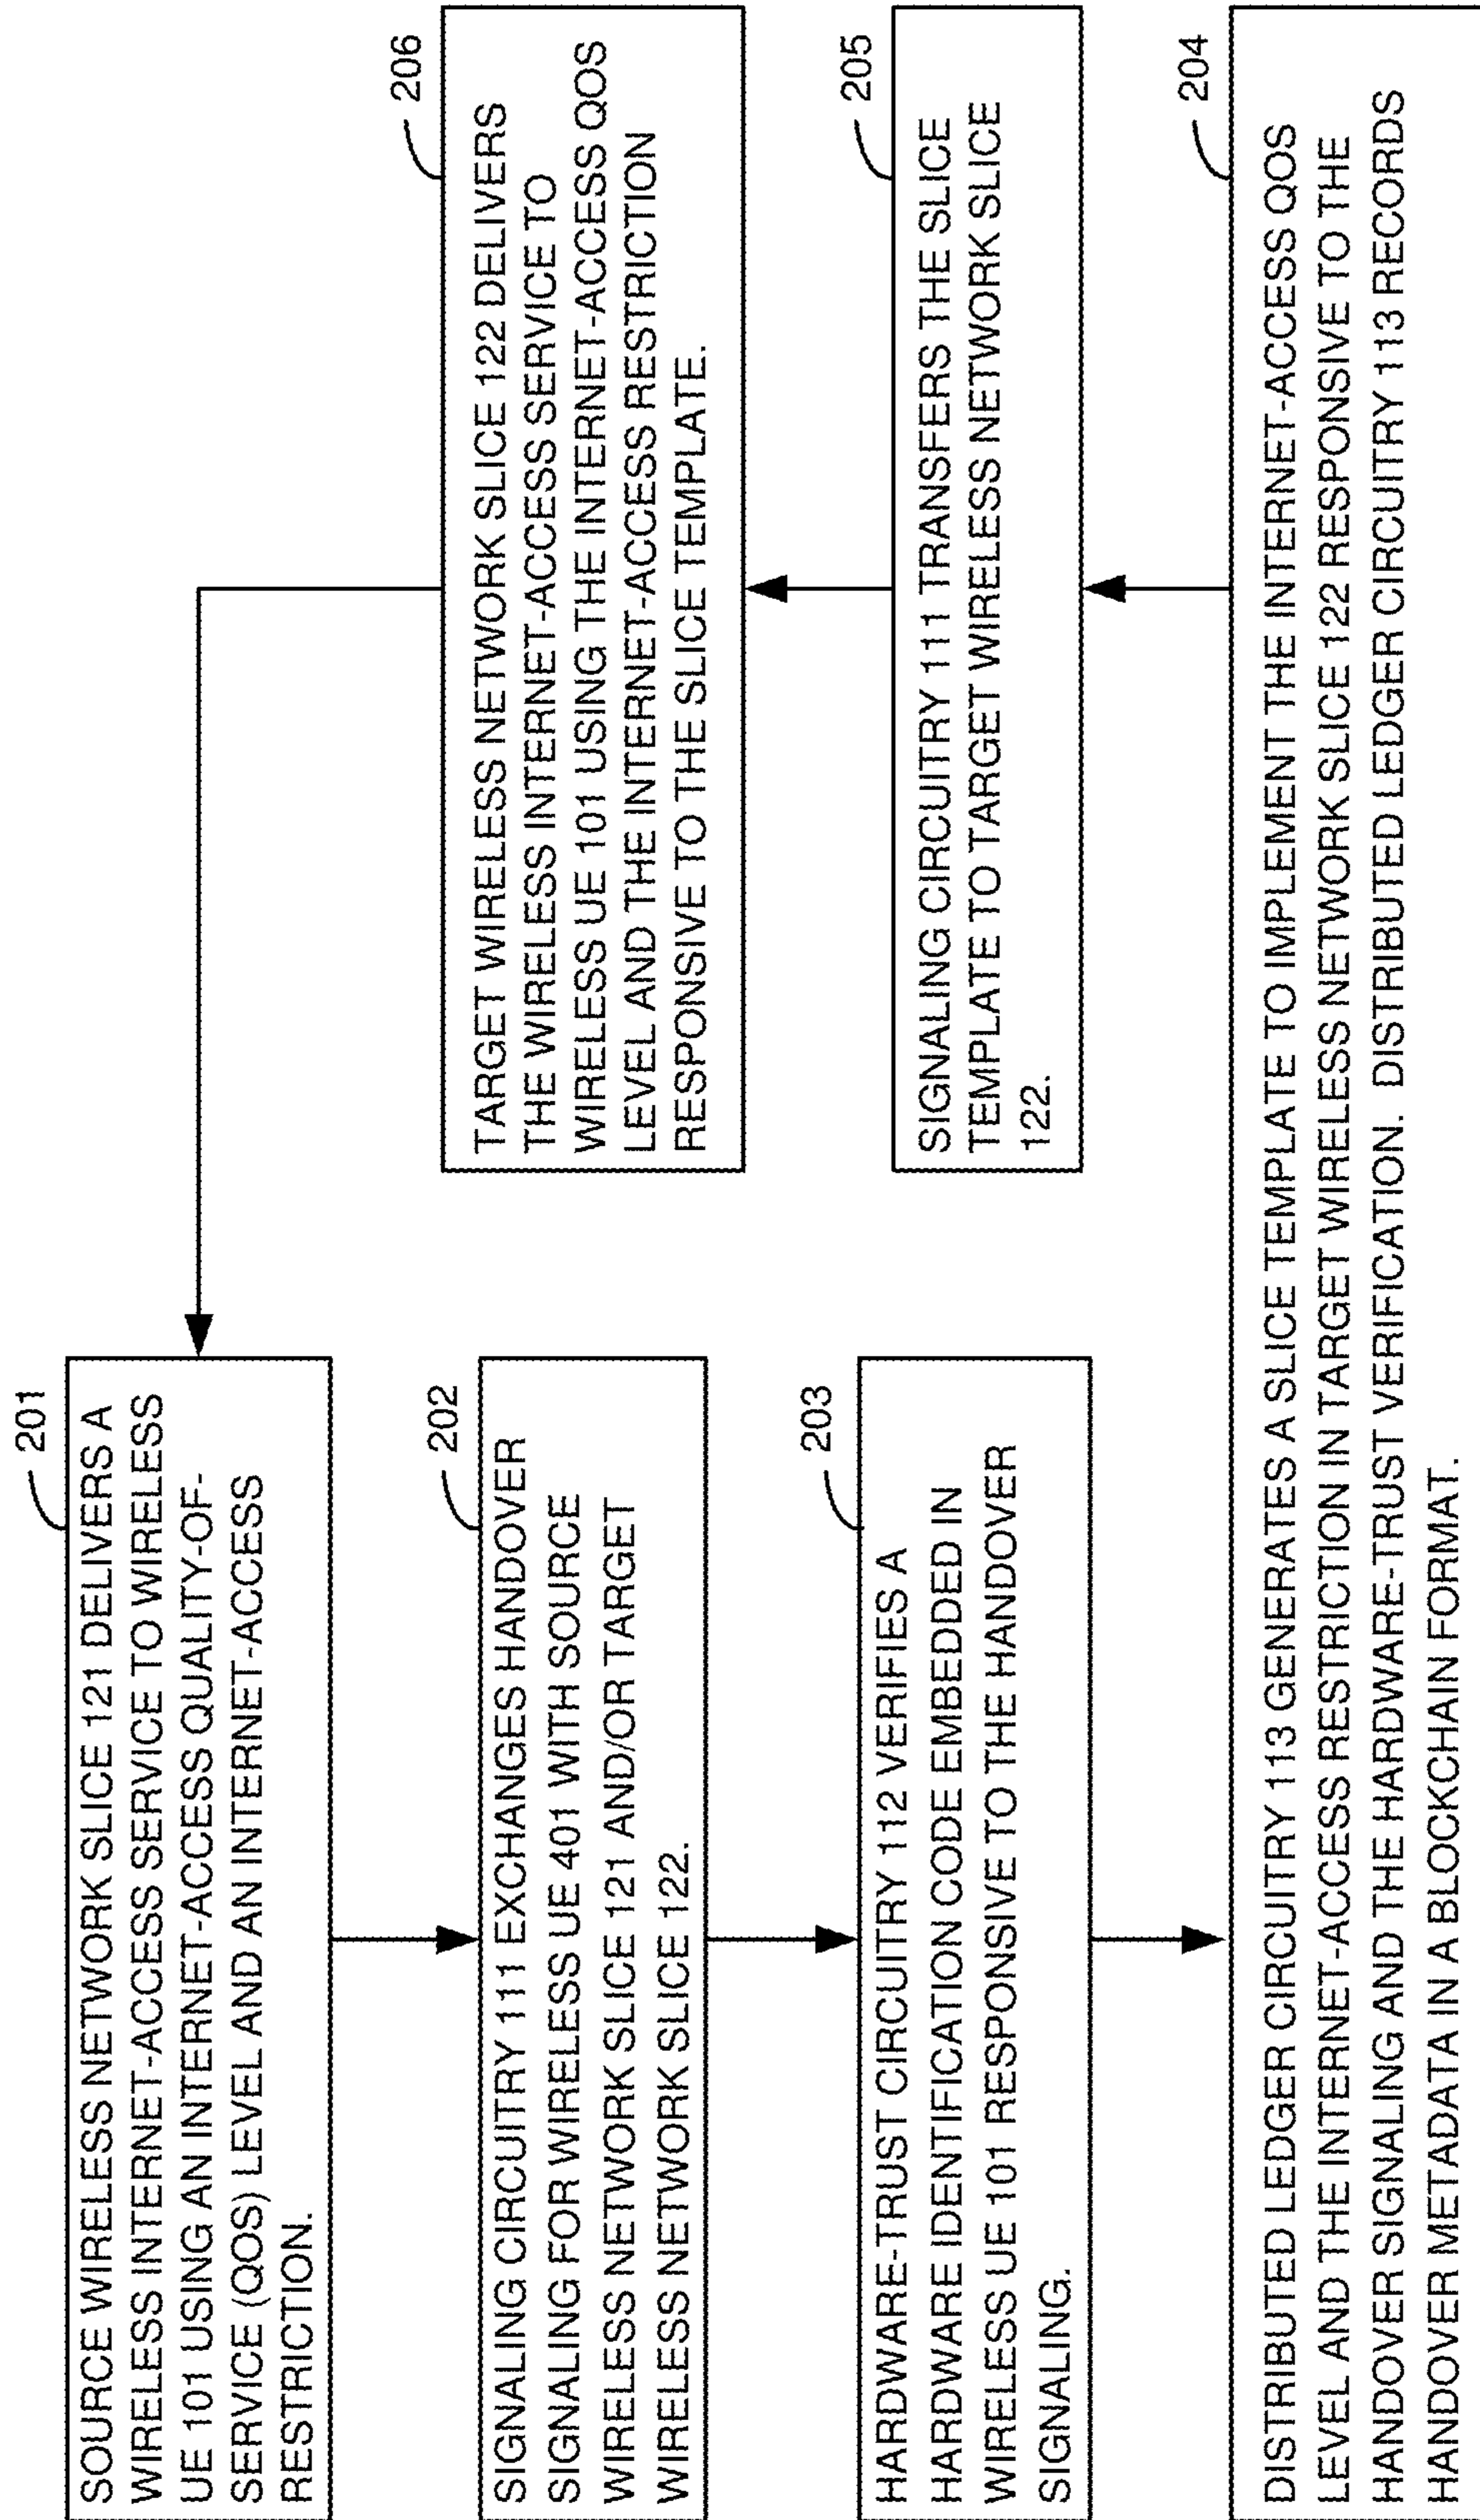 201
SOURCE WIRELESS NETWORK SLICE 121 DELIVERS A
WIRELESS INTERNET-ACCESS SERVICE TO WIRELESS
UE 101 USING AN INTERNET-ACCESS QUALITY-OF-
SERVICE (QOS) LEVEL AND AN INTERNET-ACCESS
RESTRICTION.
202
SIGNALING CIRCUITRY 111 EXCHANGES HANDOVER
SIGNALING FOR WIRELESS UE 401 WITH SOURCE
WIRELESS NETWORK SLICE 121 AND/OR TARGET
WIRELESS NETWORK SLICE 122.
203
HARDWARE-TRUST CIRCUITRY 112 VERIFIES A
HARDWARE IDENTIFICATION CODE EMBEDDED IN
WIRELESS UE 101 RESPONSIVE TO THE HANDOVER
SIGNALING.
204
DISTRIBUTED LEDGER CIRCUITRY 113 GENERATES A SLICE TEMPLATE TO IMPLEMENT THE INTERNET-ACCESS QOS
LEVEL AND THE INTERNET-ACCESS RESTRICTION IN TARGET WIRELESS NETWORK SLICE 122 RESPONSIVE TO THE
HANDOVER SIGNALING AND THE HARDWARE-TRUST VERIFICATION. DISTRIBUTED LEDGER CIRCUITRY 113 RECORDS
HANDOVER METADATA IN A BLOCKCHAIN FORMAT.
205
SIGNALING CIRCUITRY 111 TRANSFERS THE SLICE
TEMPLATE TO TARGET WIRELESS NETWORK SLICE
122.
206
TARGET WIRELESS NETWORK SLICE 122 DELIVERS
THE WIRELESS INTERNET-ACCESS SERVICE TO
WIRELESS UE 101 USING THE INTERNET-ACCESS QOS
LEVEL AND THE INTERNET-ACCESS RESTRICTION
RESPONSIVE TO THE SLICE TEMPLATE.